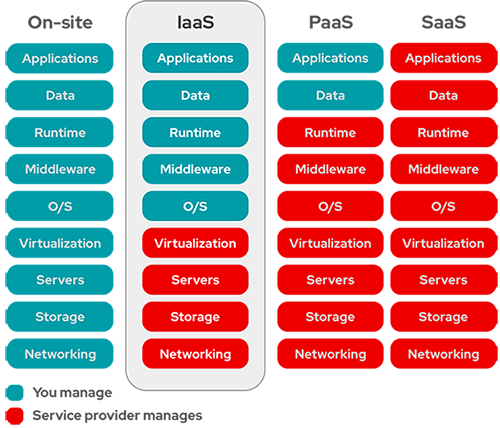 On-site IaaS PaaS SaaS
Applications Applications Applications Applications
Data Data Data Data
Runtime Runtime Runtime Runtime
Middleware Middleware Middleware Middleware
O/S O/S O/S O/S
Virtualization Virtualization Virtualization Virtualization
Servers Servers Servers Servers
Storage Storage Storage Storage
Networking Networking Networking Networking
You manage
Service provider manages